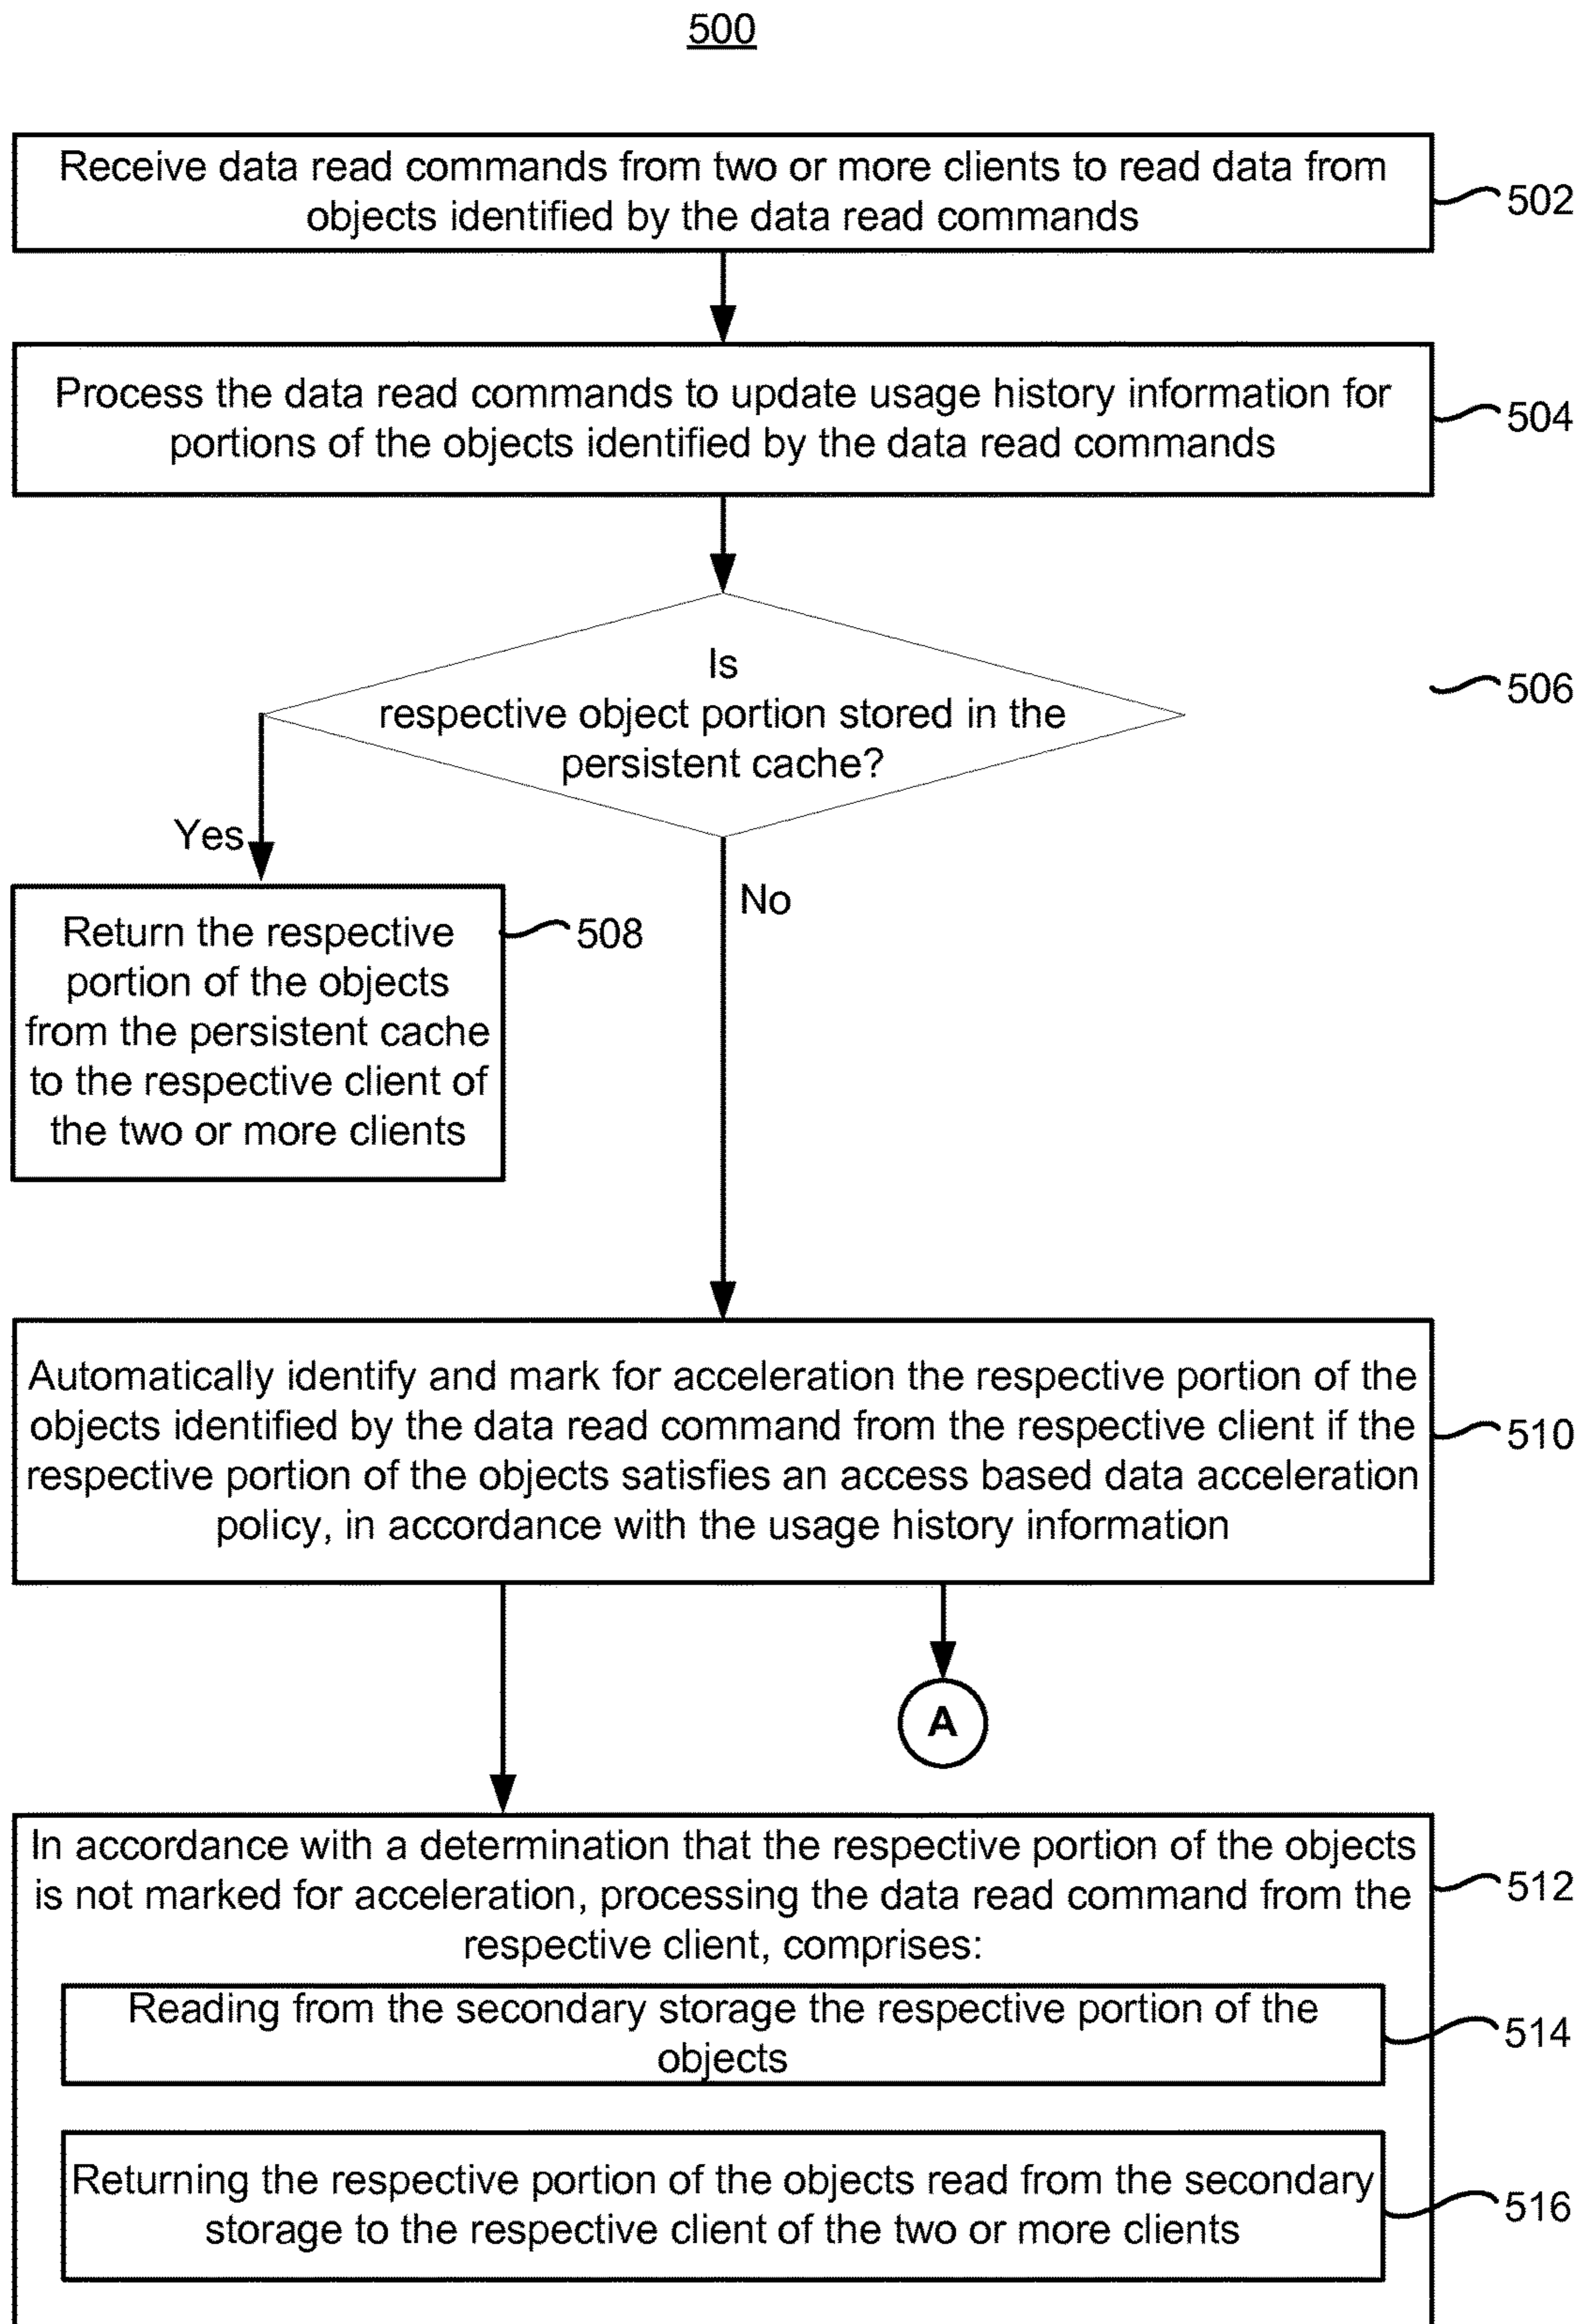 500
Receive data read commands from two or more clients to read data from
objects identified by the data read commands
502
Process the data read commands to update usage history information for
portions of the objects identified by the data read commands
504
Is
respective object portion stored in the
persistent cache?
506
Yes
No
Return the respective
portion of the objects
from the persistent cache
to the respective client of
the two or more clients
508
Automatically identify and mark for acceleration the respective portion of the
objects identified by the data read command from the respective client if the
respective portion of the objects satisfies an access based data acceleration
policy, in accordance with the usage history information
510
A
In accordance with a determination that the respective portion of the objects
is not marked for acceleration, processing the data read command from the
respective client, comprises:
512
Reading from the secondary storage the respective portion of the
objects
514
Returning the respective portion of the objects read from the secondary
storage to the respective client of the two or more clients
516